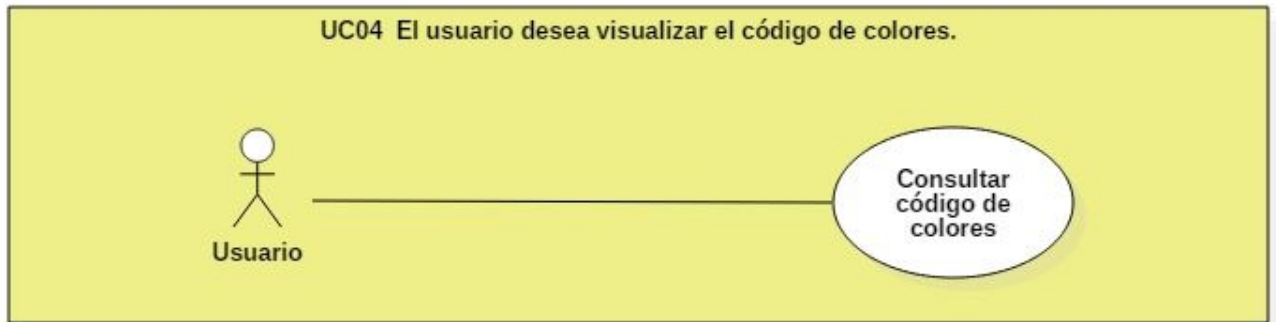 UC04 El usuario desea visualizar el código de colores.
Consultar
código de
colores
Usuario